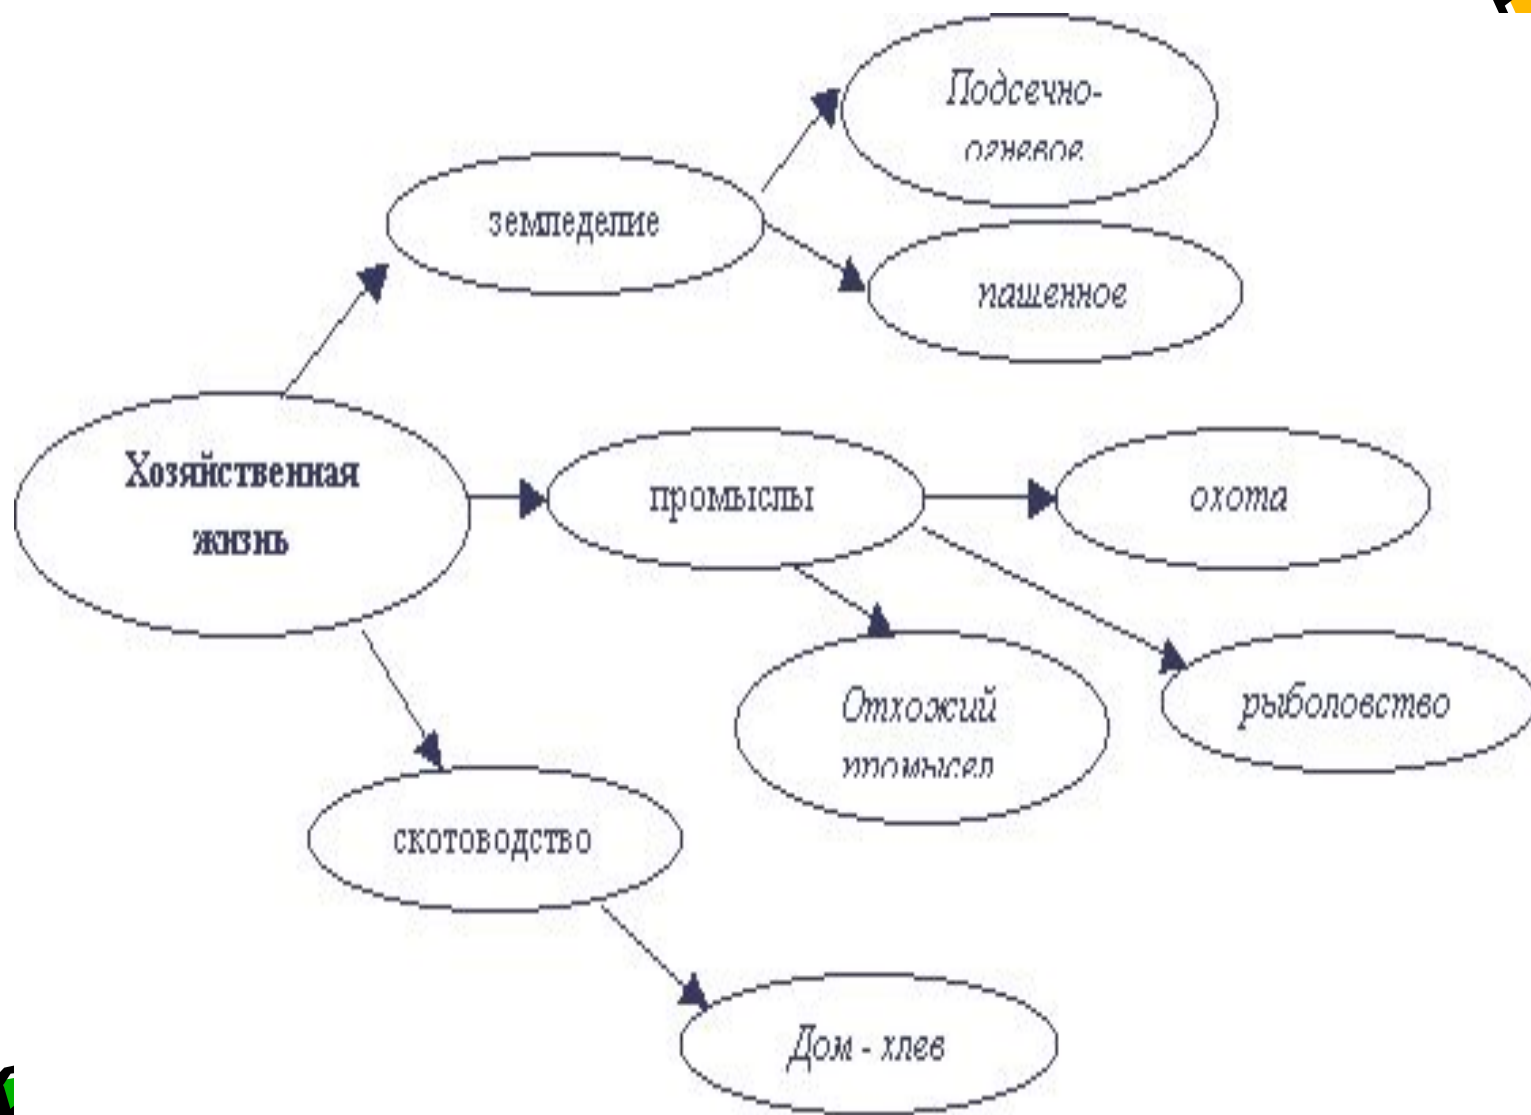 Подсечно-
огневое
земледелие
пашенное
Хозяйственная
жизнь
промыслы
охота
Отхожий
промысел
рыболовство
скотоводство
Дом - хлев